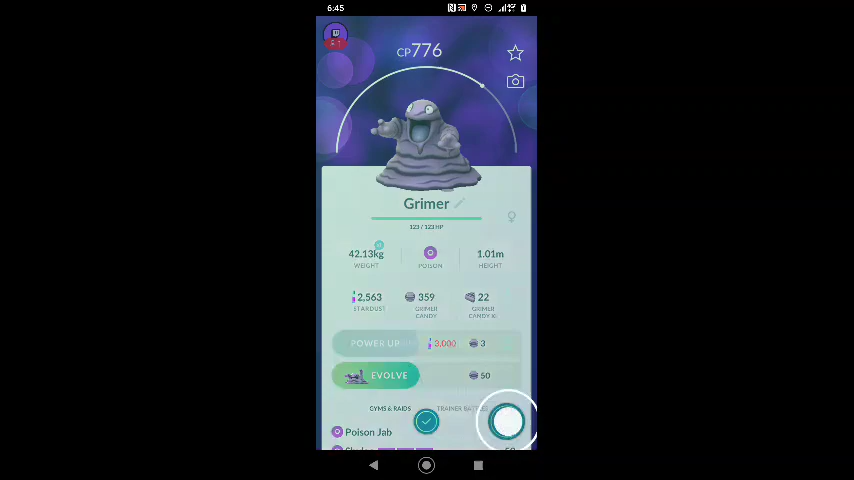 6:45
CP776
Grimer
123 / 123 HP
42.13kg
WEIGHT
POISON
1.01m
HEIGHT
2,563
STARDUST
359
GRIMER
CANDY
22
GRIMER
CANDY XL
POWER UP
3,000
3
EVOLVE
50
GYMS & RAIDS
TRAINER BATTLES
Poison Jab
50